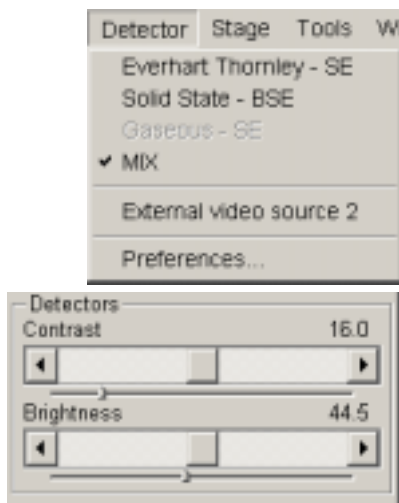 Detector Stage Tools W
Everhart Thornley - SE
Solid State - BSE
Gaseous - SE
MIX
External video source 2
Preferences...
Detectors
Contrast 16.0
Brightness 44.5